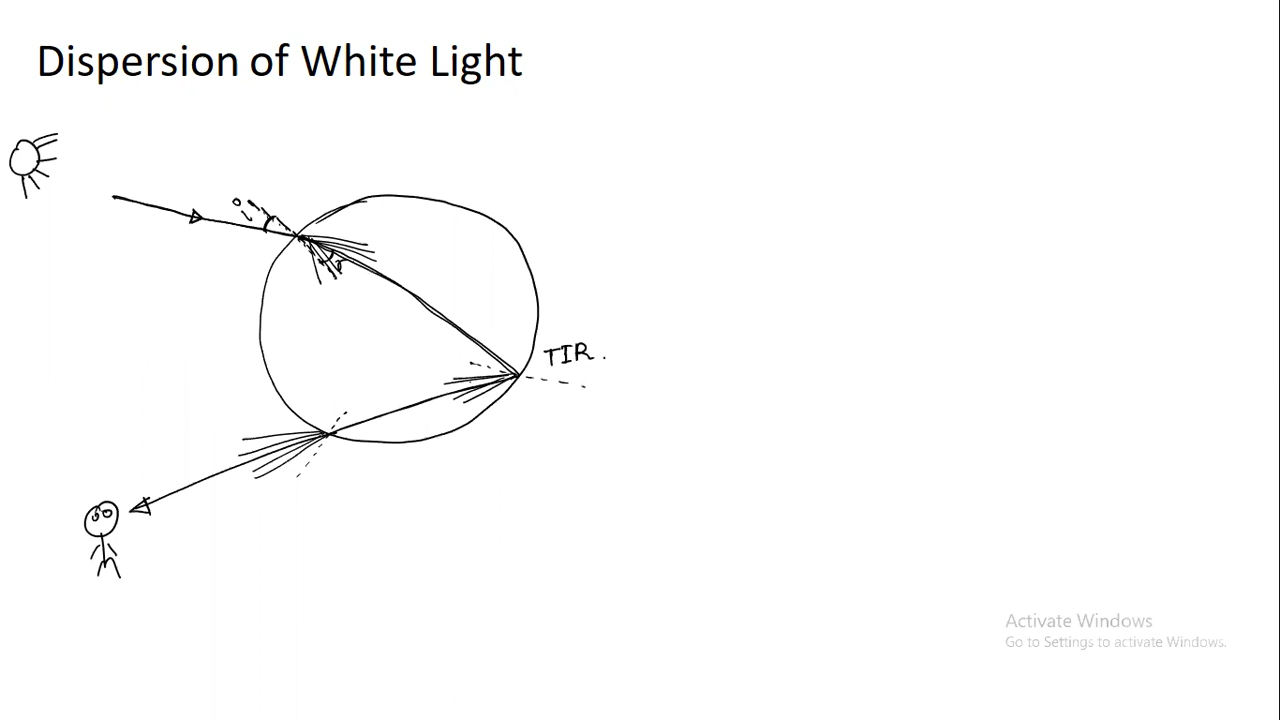 Dispersion of White Light
i
r
TIR.
Activate Windows
Go to Settings to activate Windows.